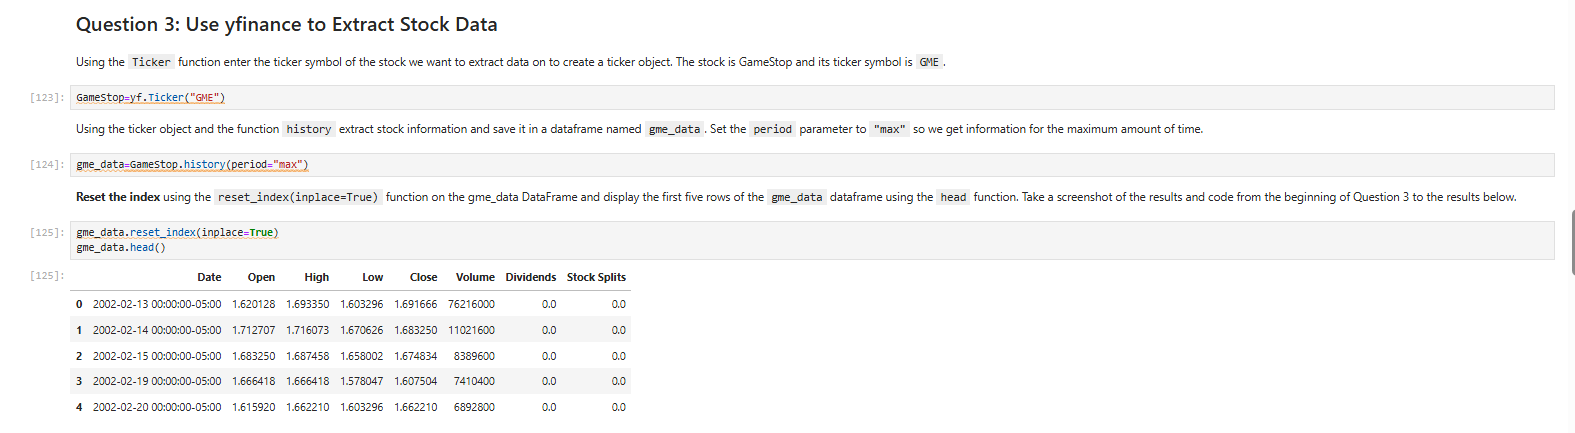 Question 3: Use yfinance to Extract Stock Data
Using the Ticker function enter the ticker symbol of the stock we want to extract data on to create a ticker object. The stock is GameStop and its ticker symbol is GME .
[123]: GameStop=yf.Ticker("GME")
Using the ticker object and the function history extract stock information and save it in a dataframe named gme_data . Set the period parameter to "max" so we get information for the maximum amount of time.
[124]: gme_data=GameStop.history(period="max")
Reset the index using the reset_index(inplace=True) function on the gme_data DataFrame and display the first five rows of the gme_data dataframe using the head function. Take a screenshot of the results and code from the beginning of Question 3 to the results below.
[125]: gme_data.reset_index(inplace=True)
gme_data.head()
[125]: Date Open High Low Close Volume Dividends Stock Splits
0 2002-02-13 00:00:00-05:00 1.620128 1.693350 1.603296 1.691666 76216000 0.0 0.0
1 2002-02-14 00:00:00-05:00 1.712707 1.716073 1.670626 1.683250 11021600 0.0 0.0
2 2002-02-15 00:00:00-05:00 1.683250 1.687458 1.658002 1.674834 8389600 0.0 0.0
3 2002-02-19 00:00:00-05:00 1.666418 1.666418 1.578047 1.607504 7410400 0.0 0.0
4 2002-02-20 00:00:00-05:00 1.615920 1.662210 1.603296 1.662210 6892800 0.0 0.0